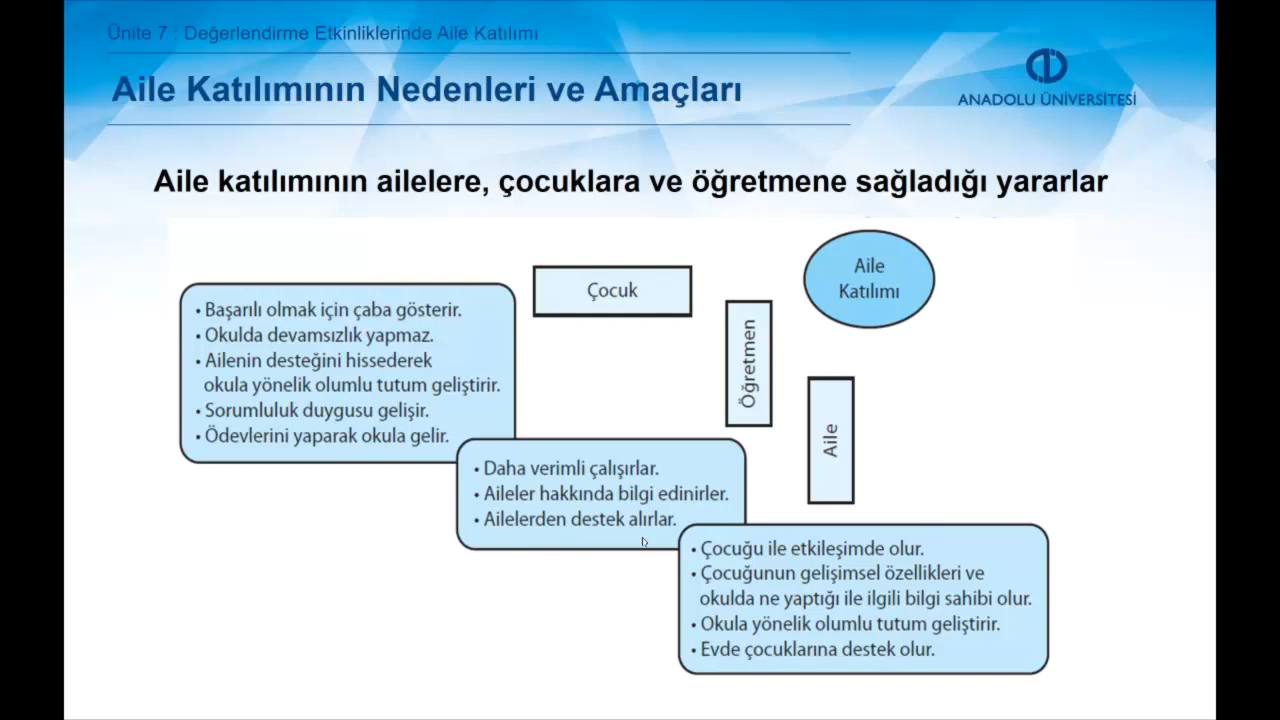 Ünite 7 : Değerlendirme Etkinliklerinde Aile Katılımı
Aile Katılımının Nedenleri ve Amaçları
ANADOLU ÜNİVERSİTESİ
Aile katılımının ailelere, çocuklara ve öğretmene sağladığı yararlar
Aile
Katılımı
Çocuk
Öğretmen
Aile
• Başarılı olmak için çaba gösterir.
• Okulda devamsızlık yapmaz.
• Ailenin desteğini hissederek
okula yönelik olumlu tutum geliştirir.
• Sorumluluk duygusu gelişir.
• Ödevlerini yaparak okula gelir.
• Daha verimli çalışırlar.
• Aileler hakkında bilgi edinirler.
• Ailelerden destek alırlar.
• Çocuğu ile etkileşimde olur.
• Çocuğunun gelişimsel özellikleri ve
okulda ne yaptığı ile ilgili bilgi sahibi olur.
• Okula yönelik olumlu tutum geliştirir.
• Evde çocuklarına destek olur.